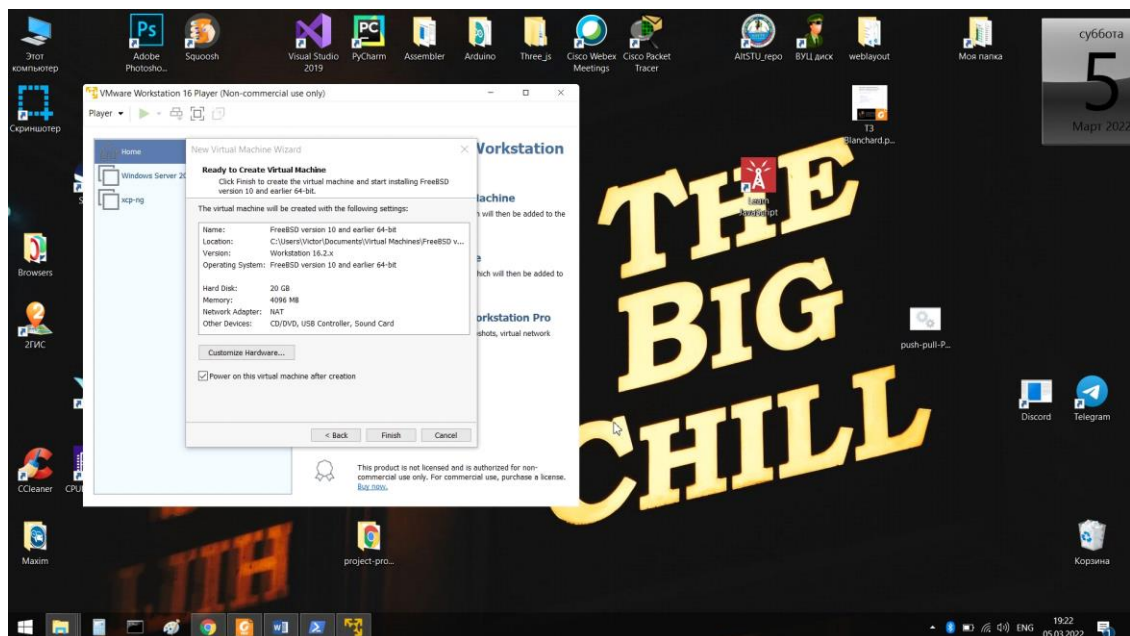 Этот
компьютер
Ps
Adobe
Photosho...
Squoosh
Visual Studio
2019
PC
PyCharm
Assembler
Arduino
Three_js
Cisco Webex
Meetings
Cisco Packet
Tracer
AltSTU_repo
ВУЦ диск
weblayout
Моя папка
суббота
5
Март 2022
Скриншотер
ТЗ
Blanchard.p...
Learn
JavaScript
Browsers
2ГИС
push-pull-P...
Discord
Telegram
CCleaner
CPUI
Maxim
project-pro...
Корзина
THE
BIG
CHILL
VMware Workstation 16 Player (Non-commercial use only)
Player
Home
Windows Server 20
xcp-ng
Workstation
Machine
n will then be added to the
hich will then be added to
orkstation Pro
shots, virtual network
New Virtual Machine Wizard
Ready to Create Virtual Machine
Click Finish to create the virtual machine and start installing FreeBSD
version 10 and earlier 64-bit.
The virtual machine will be created with the following settings:
Name: FreeBSD version 10 and earlier 64-bit
Location: C:\Users\Victor\Documents\Virtual Machines\FreeBSD v...
Version: Workstation 16.2.x
Operating System: FreeBSD version 10 and earlier 64-bit
Hard Disk: 20 GB
Memory: 4096 MB
Network Adapter: NAT
Other Devices: CD/DVD, USB Controller, Sound Card
Customize Hardware...
Power on this virtual machine after creation
< Back Finish Cancel
This product is not licensed and is authorized for non-
commercial use only. For commercial use, purchase a license.
Buy now.
ENG
19:22
05.03.2022